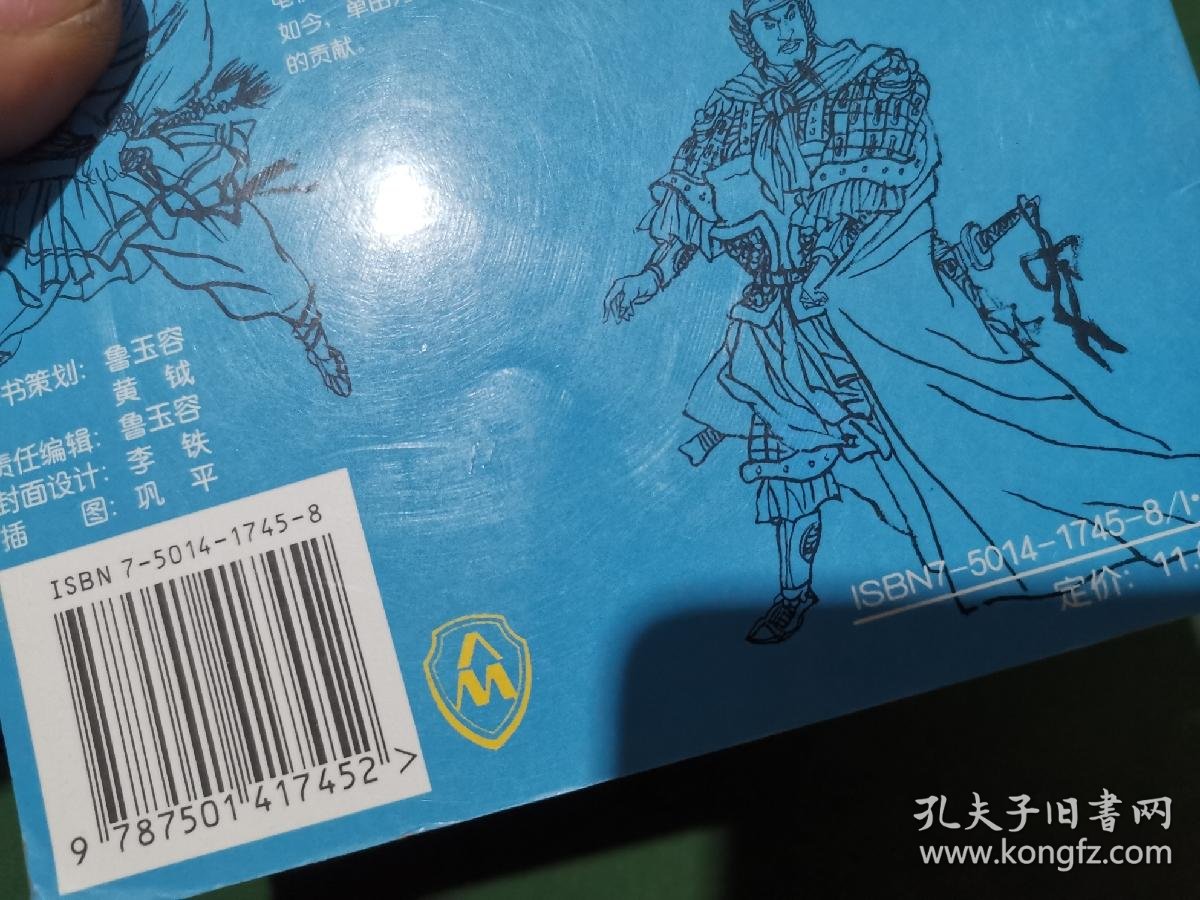 如今，单田
的贡献。
书策划：鲁玉容
黄 钺
责任编辑：鲁玉容
封面设计：李 铁
插 图：巩 平
ISBN 7-5014-1745-8
9 787501 417452 >
ISBN7-5014-1745-8/I·
定价：11.
孔夫子旧書网
www.kongfz.com